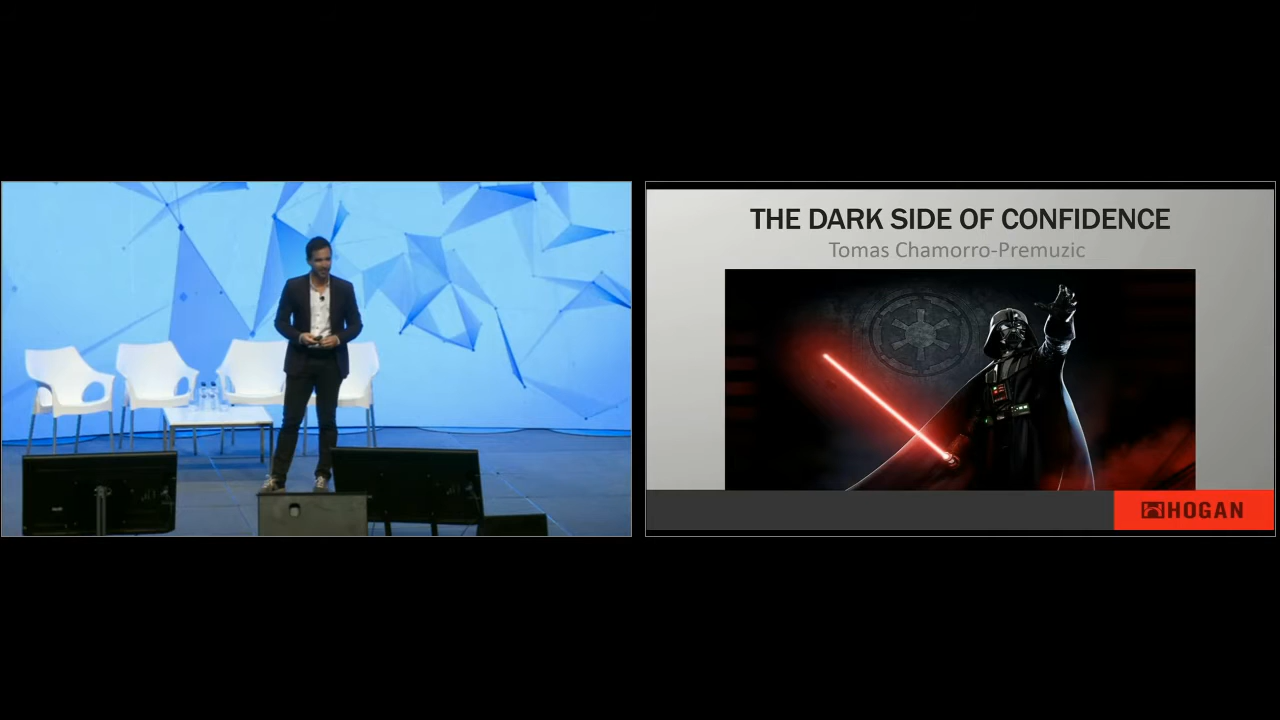 THE DARK SIDE OF CONFIDENCE
Tomas Chamorro-Premuzic
HOGAN